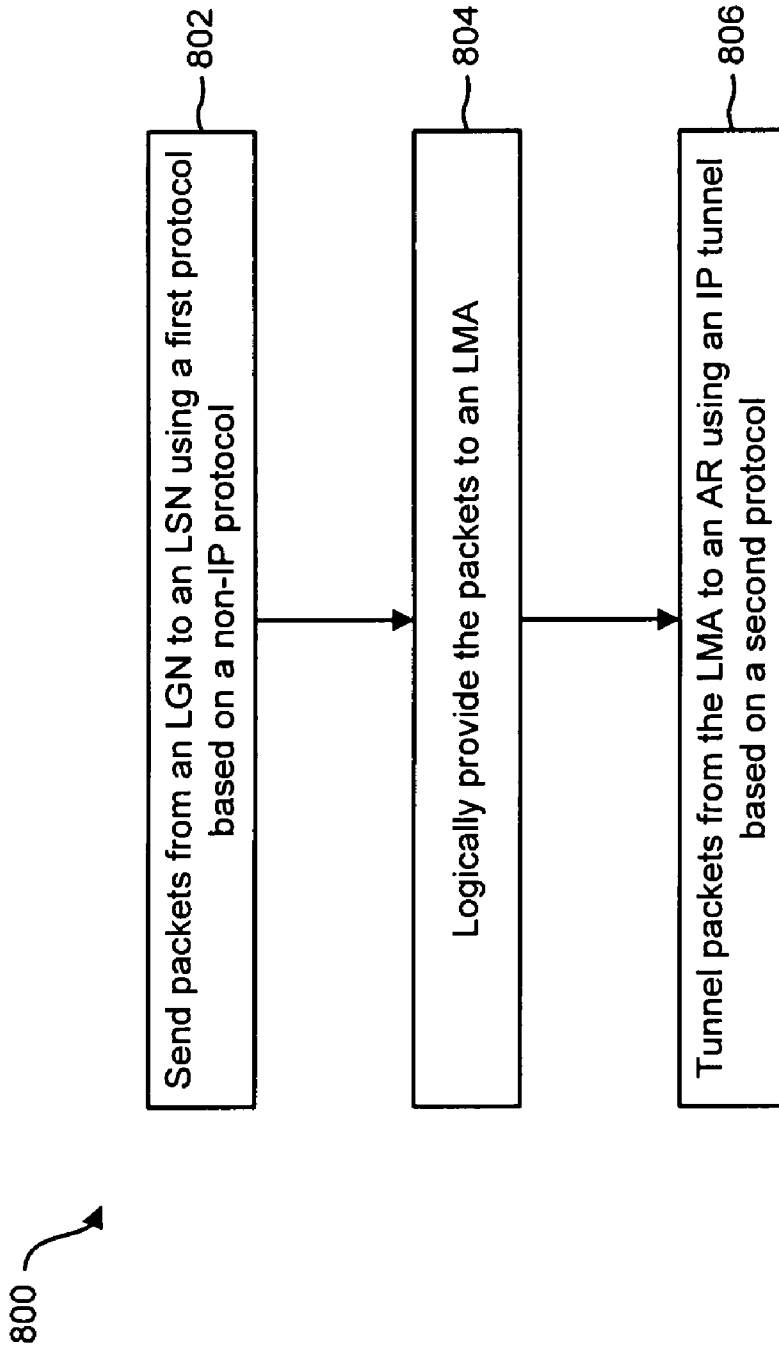 800
Send packets from an LGN to an LSN using a first protocol
based on a non-IP protocol
802
Logically provide the packets to an LMA
804
Tunnel packets from the LMA to an AR using an IP tunnel
based on a second protocol
806